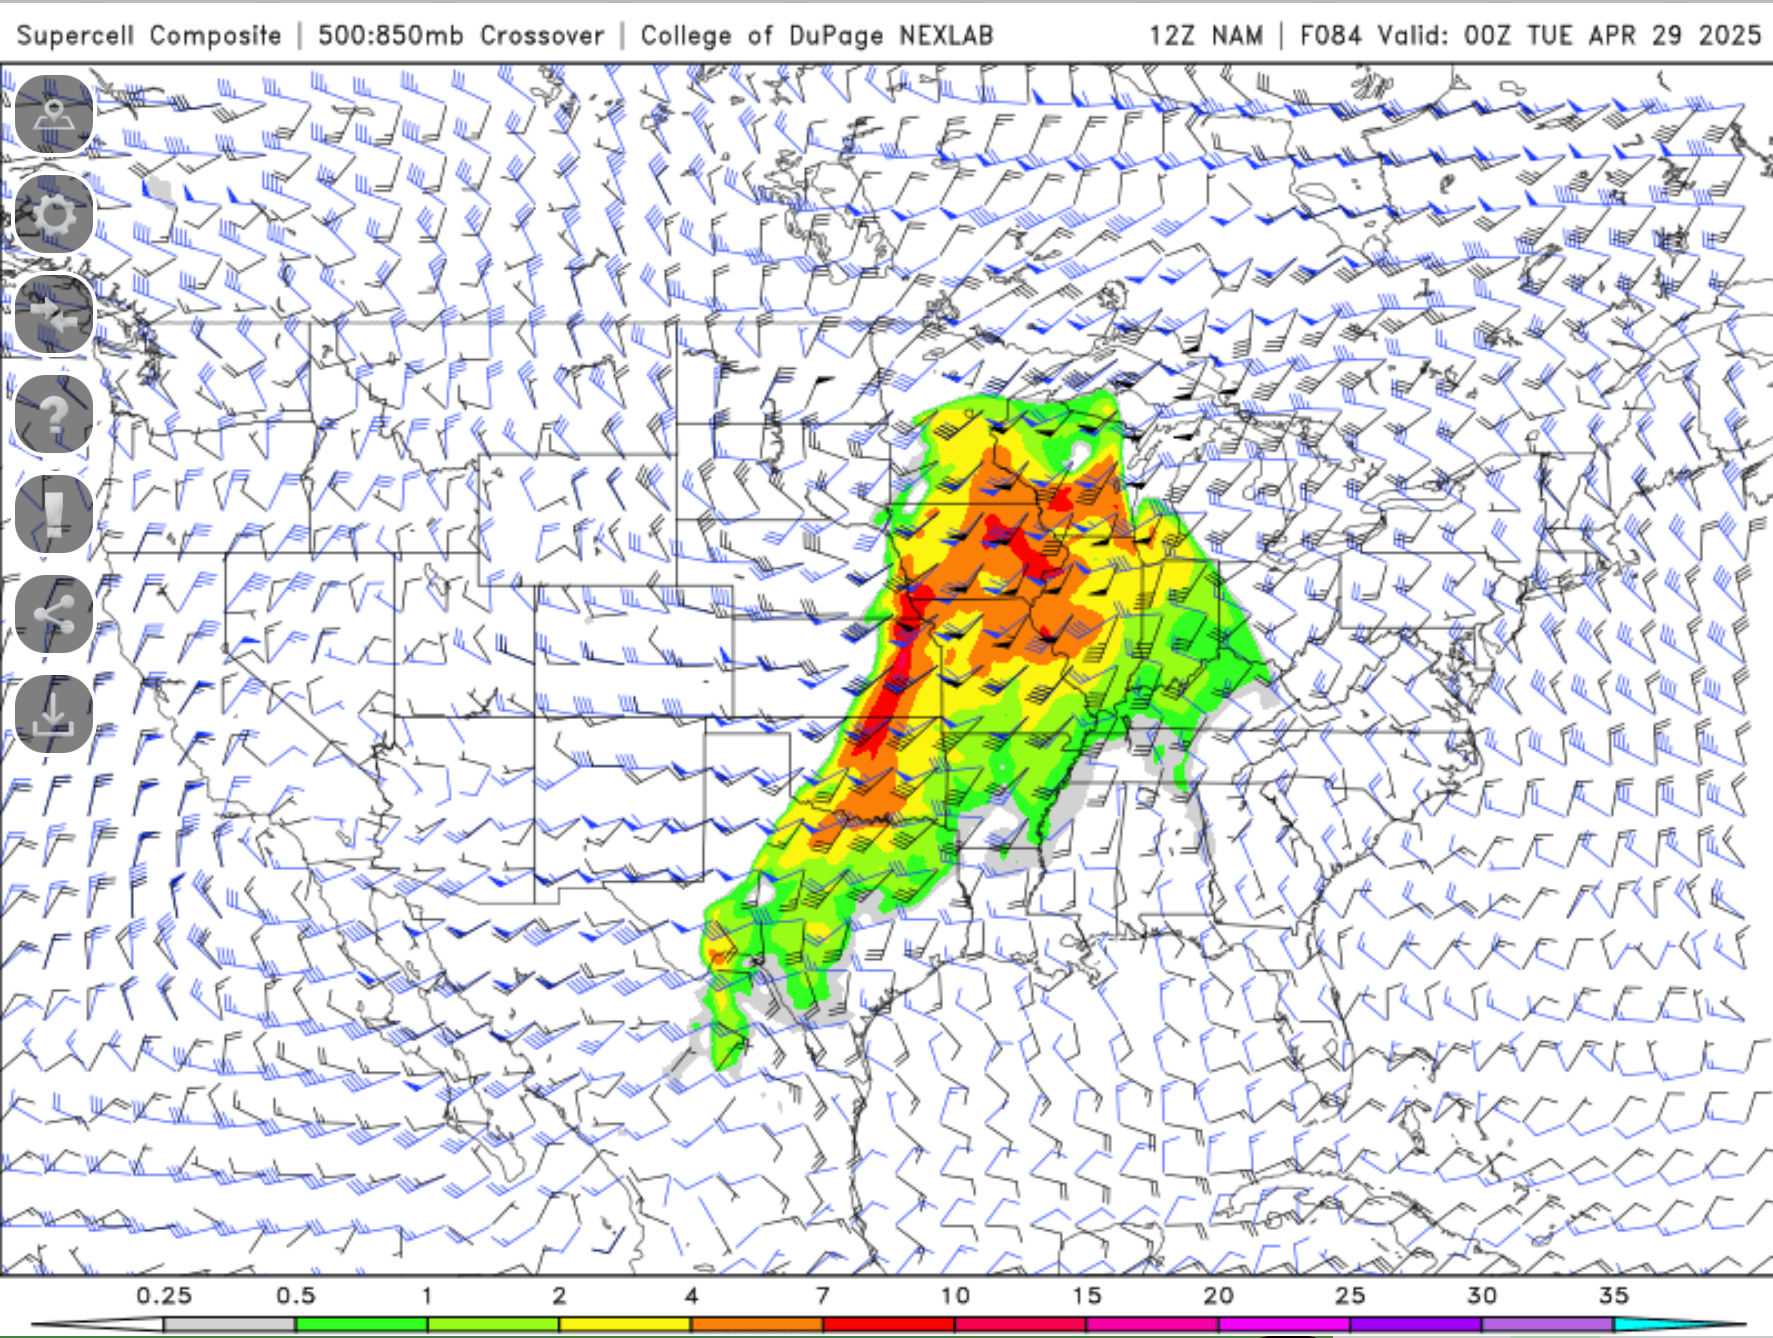 Supercell Composite | 500:850mb Crossover | College of DuPage NEXLAB 12Z NAM | F084 Valid: 00Z TUE APR 29 2025
?
!
0.25 0.5 1 2 4 7 10 15 20 25 30 35